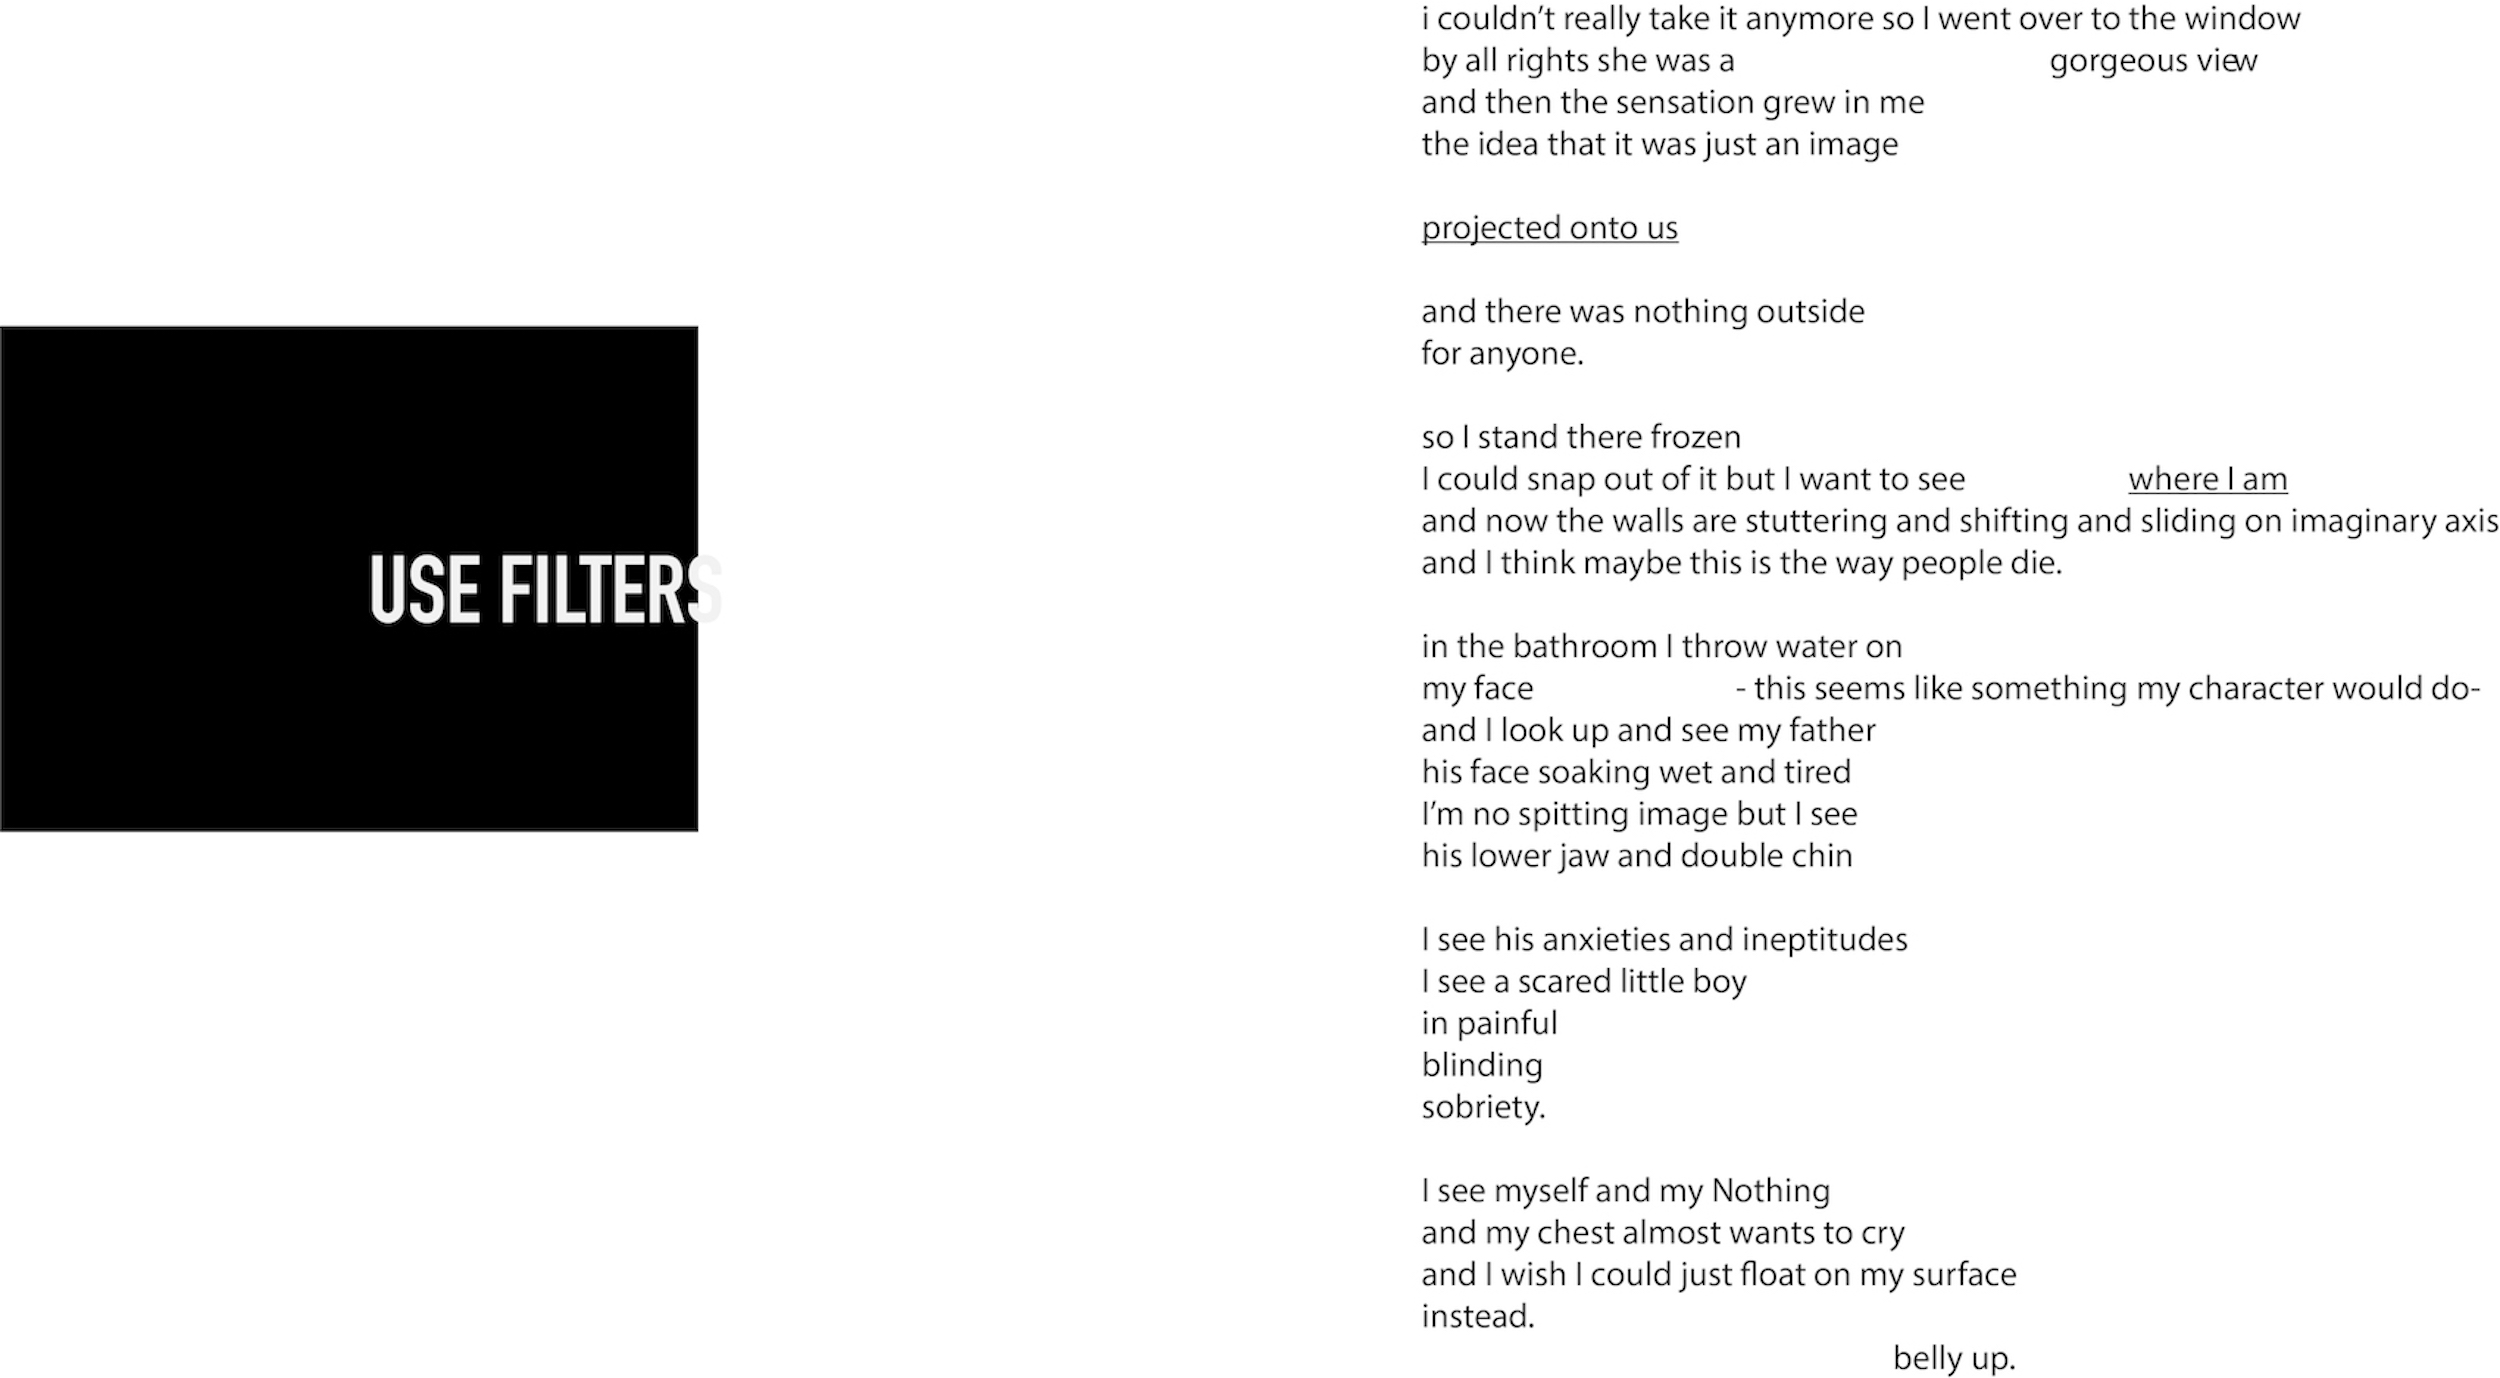 USE FILTERS
i couldn’t really take it anymore so I went over to the window
by all rights she was a gorgeous view
and then the sensation grew in me
the idea that it was just an image
projected onto us
and there was nothing outside
for anyone.
so I stand there frozen
I could snap out of it but I want to see where I am
and now the walls are stuttering and shifting and sliding on imaginary axis
and I think maybe this is the way people die.
in the bathroom I throw water on
my face - this seems like something my character would do-
and I look up and see my father
his face soaking wet and tired
I’m no spitting image but I see
his lower jaw and double chin
I see his anxieties and ineptitudes
I see a scared little boy
in painful
blinding
sobriety.
I see myself and my Nothing
and my chest almost wants to cry
and I wish I could just float on my surface
instead.
belly up.